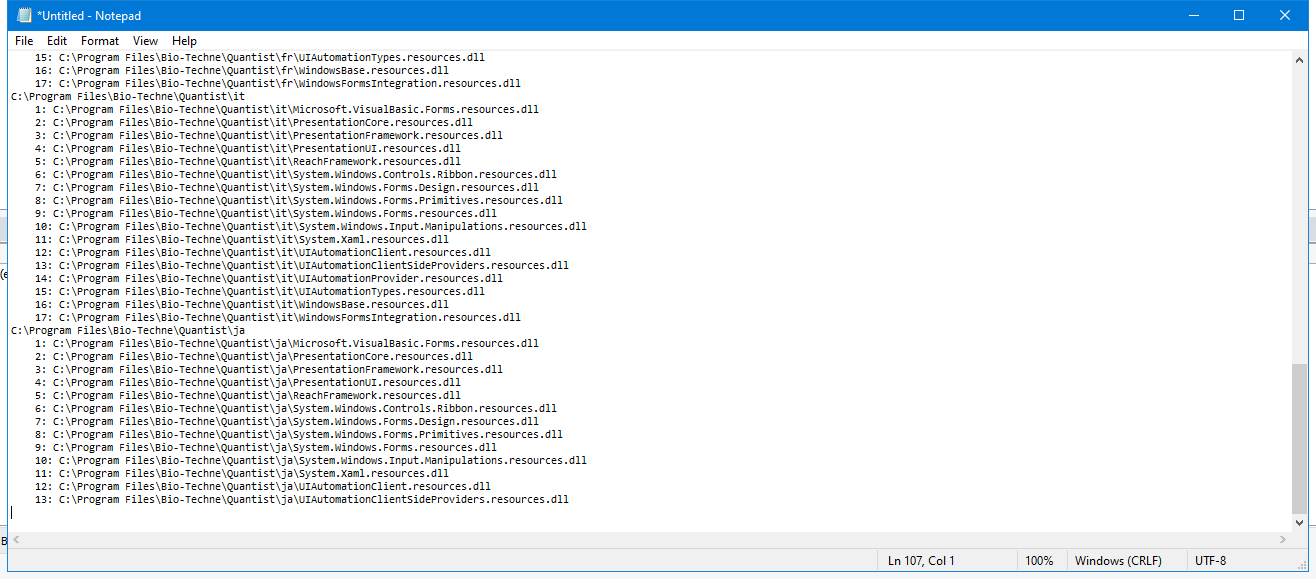 *Untitled - Notepad
File Edit Format View Help
15: C:\Program Files\Bio-Techne\Quantist\fr\UIAutomationTypes.resources.dll
16: C:\Program Files\Bio-Techne\Quantist\fr\WindowsBase.resources.dll
17: C:\Program Files\Bio-Techne\Quantist\fr\WindowsFormsIntegration.resources.dll
C:\Program Files\Bio-Techne\Quantist\it
1: C:\Program Files\Bio-Techne\Quantist\it\Microsoft.VisualBasic.Forms.resources.dll
2: C:\Program Files\Bio-Techne\Quantist\it\PresentationCore.resources.dll
3: C:\Program Files\Bio-Techne\Quantist\it\PresentationFramework.resources.dll
4: C:\Program Files\Bio-Techne\Quantist\it\PresentationUI.resources.dll
5: C:\Program Files\Bio-Techne\Quantist\it\ReachFramework.resources.dll
6: C:\Program Files\Bio-Techne\Quantist\it\System.Windows.Controls.Ribbon.resources.dll
7: C:\Program Files\Bio-Techne\Quantist\it\System.Windows.Forms.Design.resources.dll
8: C:\Program Files\Bio-Techne\Quantist\it\System.Windows.Forms.Primitives.resources.dll
9: C:\Program Files\Bio-Techne\Quantist\it\System.Windows.Forms.resources.dll
10: C:\Program Files\Bio-Techne\Quantist\it\System.Windows.Input.Manipulations.resources.dll
11: C:\Program Files\Bio-Techne\Quantist\it\System.Xaml.resources.dll
12: C:\Program Files\Bio-Techne\Quantist\it\UIAutomationClient.resources.dll
13: C:\Program Files\Bio-Techne\Quantist\it\UIAutomationClientSideProviders.resources.dll
14: C:\Program Files\Bio-Techne\Quantist\it\UIAutomationProvider.resources.dll
15: C:\Program Files\Bio-Techne\Quantist\it\UIAutomationTypes.resources.dll
16: C:\Program Files\Bio-Techne\Quantist\it\WindowsBase.resources.dll
17: C:\Program Files\Bio-Techne\Quantist\it\WindowsFormsIntegration.resources.dll
C:\Program Files\Bio-Techne\Quantist\ja
1: C:\Program Files\Bio-Techne\Quantist\ja\Microsoft.VisualBasic.Forms.resources.dll
2: C:\Program Files\Bio-Techne\Quantist\ja\PresentationCore.resources.dll
3: C:\Program Files\Bio-Techne\Quantist\ja\PresentationFramework.resources.dll
4: C:\Program Files\Bio-Techne\Quantist\ja\PresentationUI.resources.dll
5: C:\Program Files\Bio-Techne\Quantist\ja\ReachFramework.resources.dll
6: C:\Program Files\Bio-Techne\Quantist\ja\System.Windows.Controls.Ribbon.resources.dll
7: C:\Program Files\Bio-Techne\Quantist\ja\System.Windows.Forms.Design.resources.dll
8: C:\Program Files\Bio-Techne\Quantist\ja\System.Windows.Forms.Primitives.resources.dll
9: C:\Program Files\Bio-Techne\Quantist\ja\System.Windows.Forms.resources.dll
10: C:\Program Files\Bio-Techne\Quantist\ja\System.Windows.Input.Manipulations.resources.dll
11: C:\Program Files\Bio-Techne\Quantist\ja\System.Xaml.resources.dll
12: C:\Program Files\Bio-Techne\Quantist\ja\UIAutomationClient.resources.dll
13: C:\Program Files\Bio-Techne\Quantist\ja\UIAutomationClientSideProviders.resources.dll
Ln 107, Col 1 100% Windows (CRLF) UTF-8